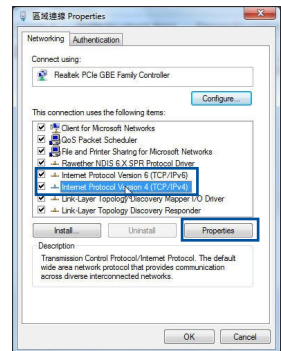 區域連線 Properties
Networking Authentication
Connect using:
Realtek PCIe GBE Family Controller
Configure...
This connection uses the following items:
Client for Microsoft Networks
QoS Packet Scheduler
File and Printer Sharing for Microsoft Networks
Rawether NDIS 6.X SPR Protocol Driver
Internet Protocol Version 6 (TCP/IPv6)
Internet Protocol Version 4 (TCP/IPv4)
Link-Layer Topology Discovery Mapper I/O Driver
Link-Layer Topology Discovery Responder
Install... Uninstall Properties
Description
Transmission Control Protocol/Internet Protocol. The default
wide area network protocol that provides communication
across diverse interconnected networks.
OK Cancel